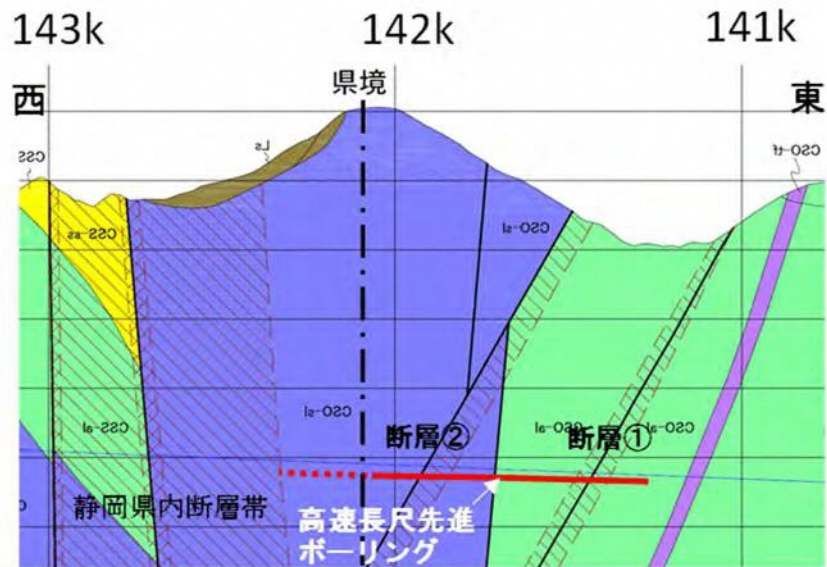 143k
142k
141k
西
県境
東
CSS
Ls
CSO-tf
CSS-ss
CSO-sl
CSO-sl
CSS-al
断層②
CSO-al
断層①
CSO-al
静岡県内断層帯
高速長尺先進
ボーリング